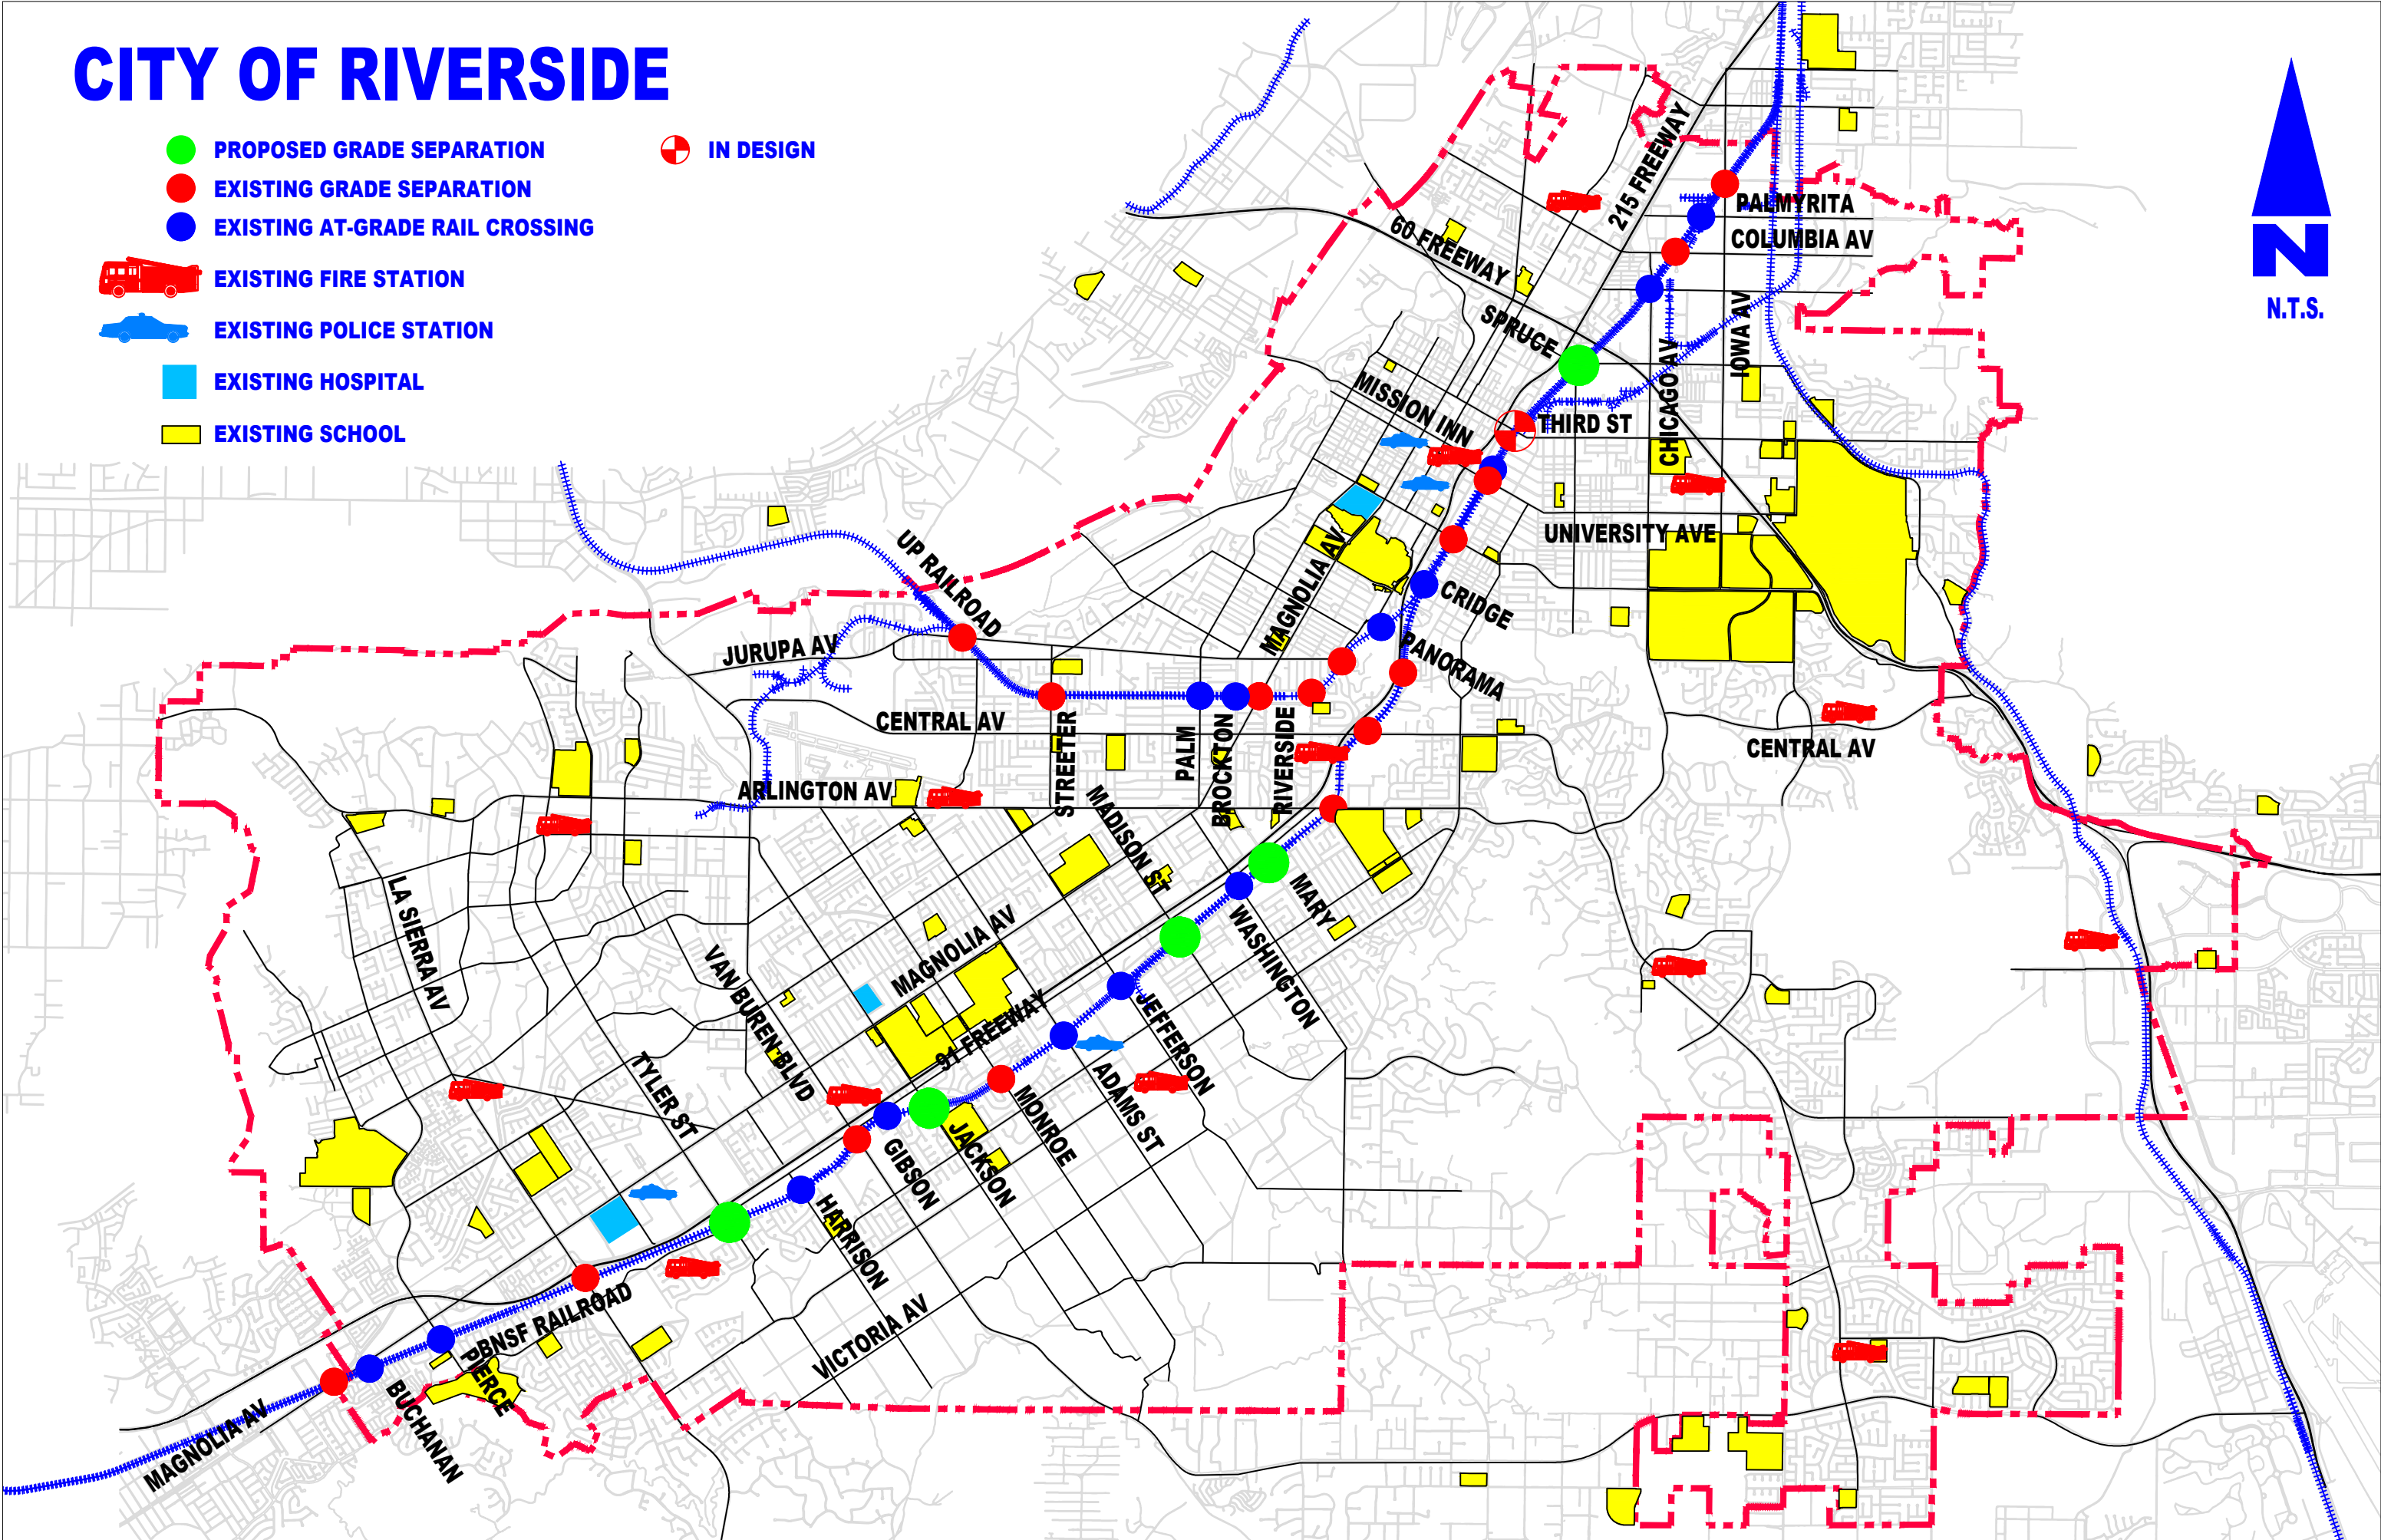 CITY OF RIVERSIDE
PROPOSED GRADE SEPARATION
IN DESIGN
EXISTING GRADE SEPARATION
EXISTING AT-GRADE RAIL CROSSING
EXISTING FIRE STATION
EXISTING POLICE STATION
EXISTING HOSPITAL
EXISTING SCHOOL
N
N.T.S.
215 FREEWAY
60 FREEWAY
PALMYRITA
COLUMBIA AV
SPRUCE
IOWA AV
CHICAGO AV
MISSION INN
THIRD ST
UNIVERSITY AVE
MAGNOLIA AV
CRIDGE
PANORAMA
UP RAILROAD
JURUPA AV
CENTRAL AV
STREETER
PALM
BROCKTON
RIVERSIDE
CENTRAL AV
ARLINGTON AV
MADISON ST
MARY
WASHINGTON
LA SIERRA AV
MAGNOLIA AV
VAN BUREN BLVD
91 FREEWAY
JEFFERSON
ADAMS ST
MONROE
TYLER ST
JACKSON
GIBSON
HARRISON
BNSF RAILROAD
VICTORIA AV
PIERCE
BUCHANAN
MAGNOLIA AV